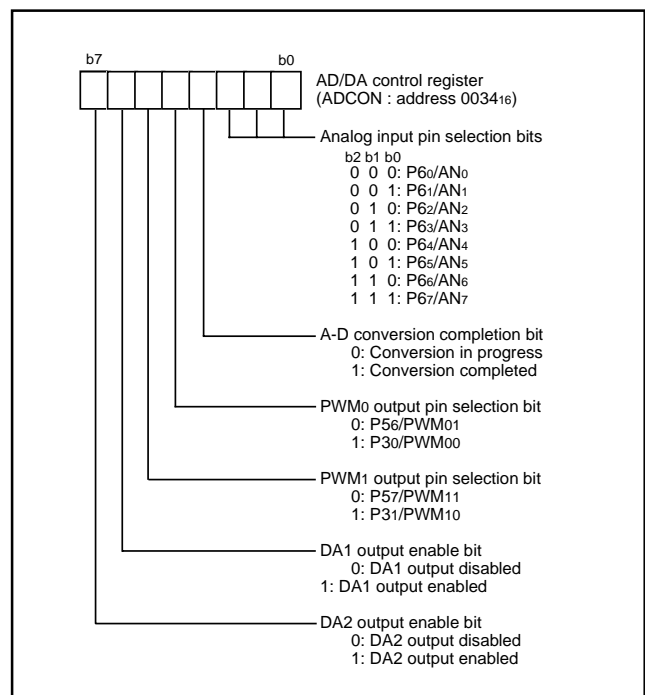 b7 b0
AD/DA control register
(ADCON : address 003416)
Analog input pin selection bits
b2 b1 b0
0 0 0: P60/AN0
0 0 1: P61/AN1
0 1 0: P62/AN2
0 1 1: P63/AN3
1 0 0: P64/AN4
1 0 1: P65/AN5
1 1 0: P66/AN6
1 1 1: P67/AN7
A-D conversion completion bit
0: Conversion in progress
1: Conversion completed
PWM0 output pin selection bit
0: P56/PWM01
1: P30/PWM00
PWM1 output pin selection bit
0: P57/PWM11
1: P31/PWM10
DA1 output enable bit
0: DA1 output disabled
1: DA1 output enabled
DA2 output enable bit
0: DA2 output disabled
1: DA2 output enabled